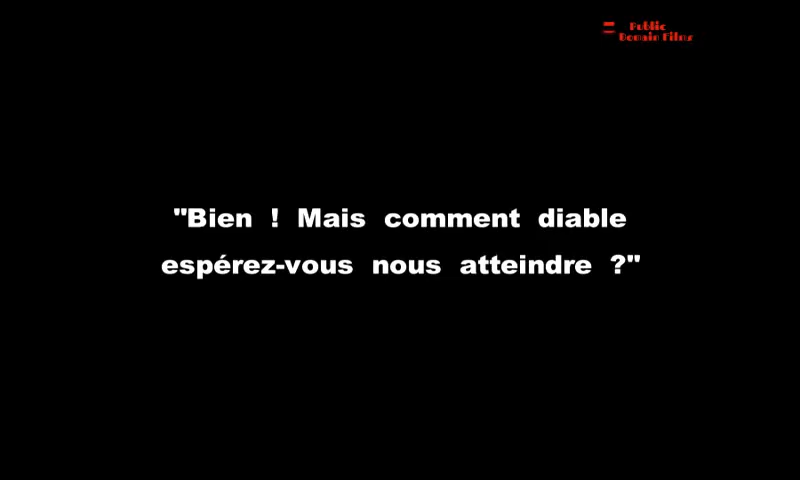 Public
Domain Films
"Bien ! Mais comment diable
espérez-vous nous atteindre ?"